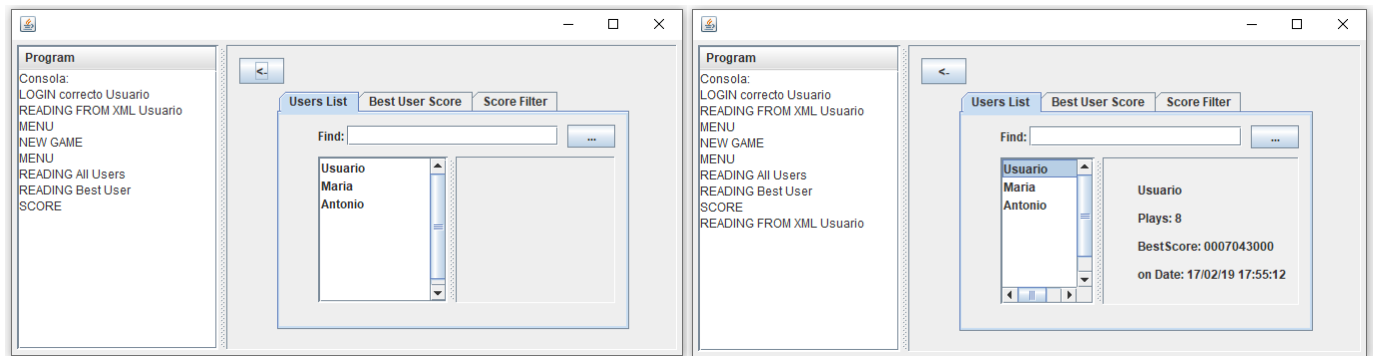 Program
Consola:
LOGIN correcto Usuario
READING FROM XML Usuario
MENU
NEW GAME
MENU
READING All Users
READING Best User
SCORE
<-
Users List Best User Score Score Filter
Find: ...
Usuario
Maria
Antonio
Program
Consola:
LOGIN correcto Usuario
READING FROM XML Usuario
MENU
NEW GAME
MENU
READING All Users
READING Best User
SCORE
READING FROM XML Usuario
<-
Users List Best User Score Score Filter
Find: ...
Usuario
Maria
Antonio
Usuario
Plays: 8
BestScore: 0007043000
on Date: 17/02/19 17:55:12